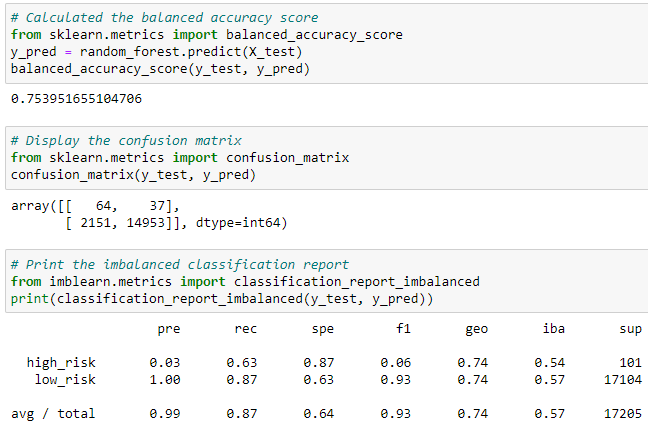 # Calculated the balanced accuracy score
from sklearn.metrics import balanced_accuracy_score
y_pred = random_forest.predict(X_test)
balanced_accuracy_score(y_test, y_pred)
0.753951655104706
# Display the confusion matrix
from sklearn.metrics import confusion_matrix
confusion_matrix(y_test, y_pred)
array([[   64,    37],
       [ 2151, 14953]], dtype=int64)
# Print the imbalanced classification report
from imblearn.metrics import classification_report_imbalanced
print(classification_report_imbalanced(y_test, y_pred))
                   pre       rec       spe        f1       geo       iba       sup
  high_risk       0.03      0.63      0.87      0.06      0.74      0.54       101
   low_risk       1.00      0.87      0.63      0.93      0.74      0.57     17104
avg / total       0.99      0.87      0.64      0.93      0.74      0.57     17205